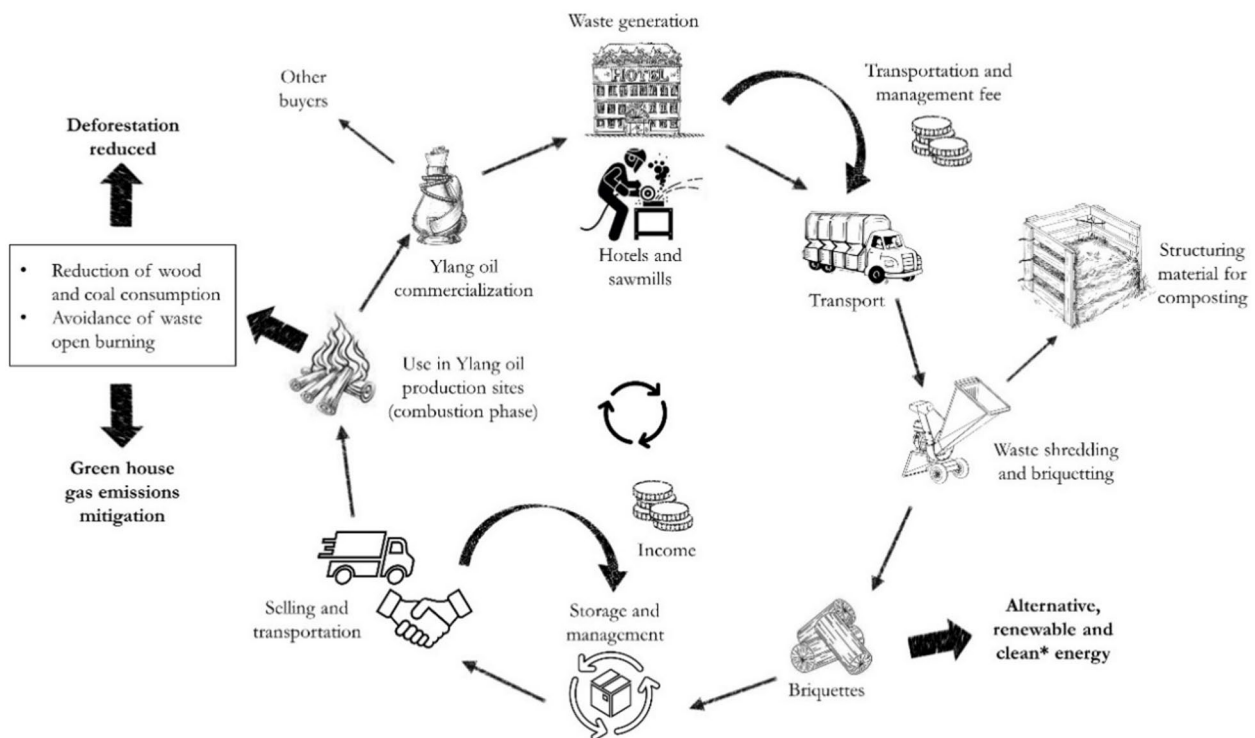 Waste generation
HOTEL
Hotels and
sawmills
Transportation and
management fee
Transport
Structuring
material for
composting
Waste shredding
and briquetting
Briquettes
Alternative,
renewable and
clean* energy
Storage and
management
Income
Selling and
transportation
Use in Ylang oil
production sites
(combustion phase)
Ylang oil
commercialization
Other
buyers
Deforestation
reduced
• Reduction of wood
and coal consumption
• Avoidance of waste
open burning
Green house
gas emissions
mitigation